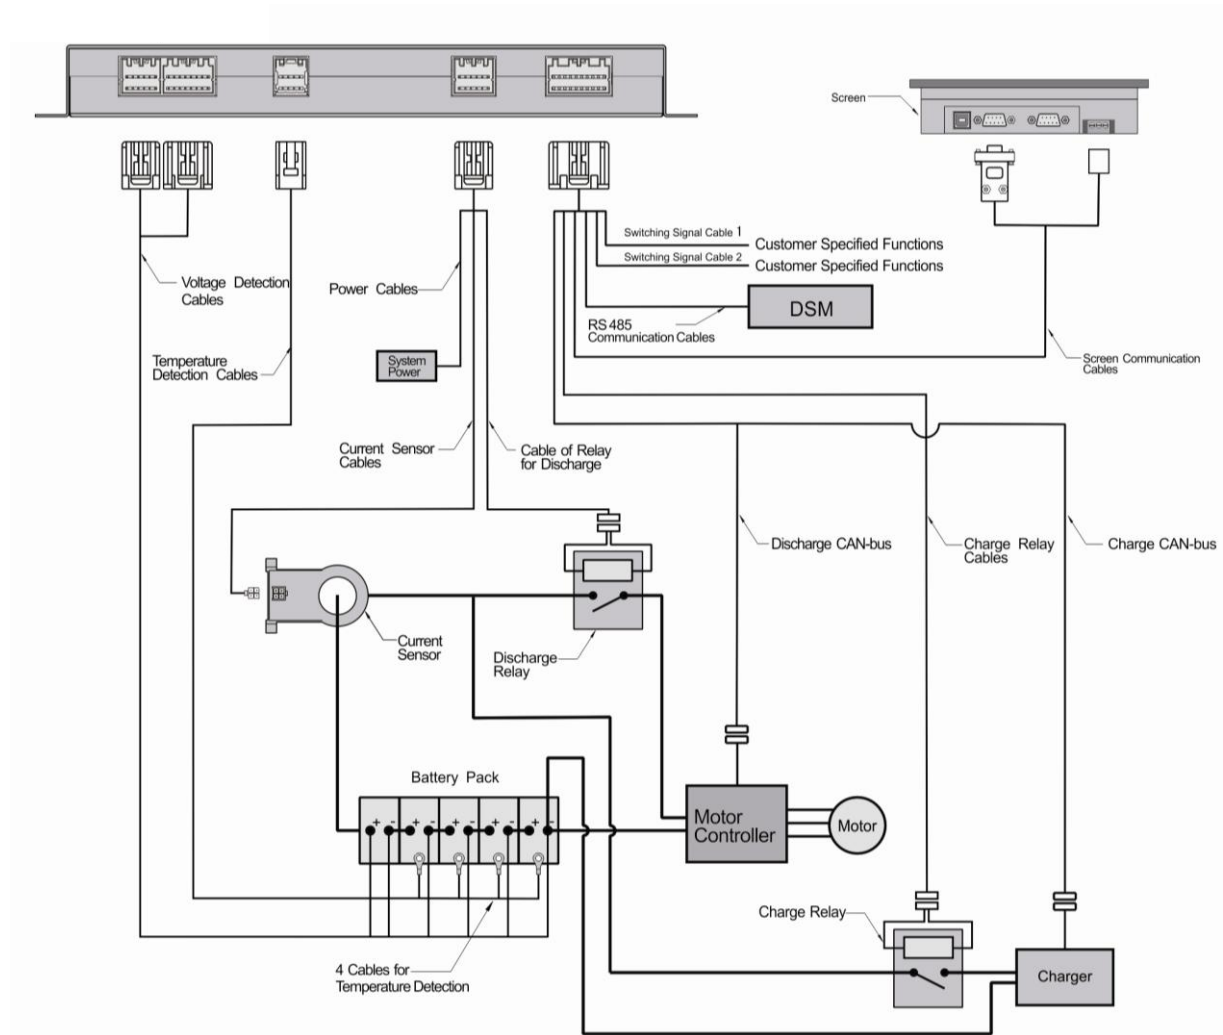 Screen
Switching Signal Cable 1
Customer Specified Functions
Switching Signal Cable 2
Customer Specified Functions
Voltage Detection
Cables
Power Cables
DSM
RS485
Communication Cables
Temperature
Detection Cables
System
Power
Screen Communication
Cables
Current Sensor
Cables
Cable of Relay
for Discharge
Discharge CAN-bus
Charge Relay
Cables
Charge CAN-bus
Current
Sensor
Discharge
Relay
Battery Pack
+ - + - + - + - + -
Motor
Controller
Motor
Charge Relay
4 Cables for
Temperature Detection
Charger